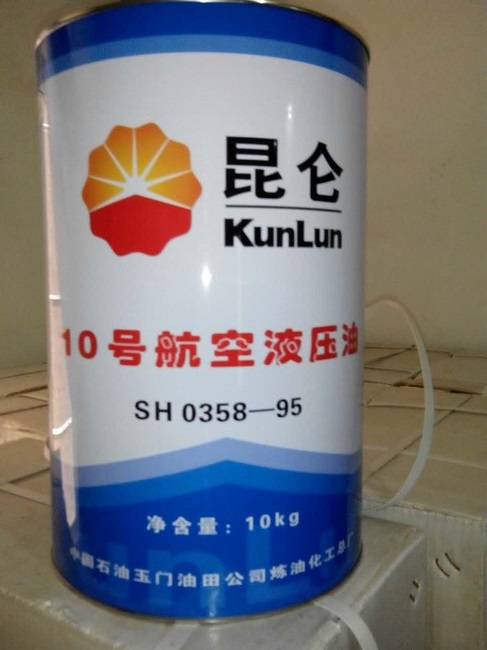 昆仑
KunLun
10号航空液压油
SH 0358—95
净含量：10kg
中国石油玉门油田公司炼油化工总厂